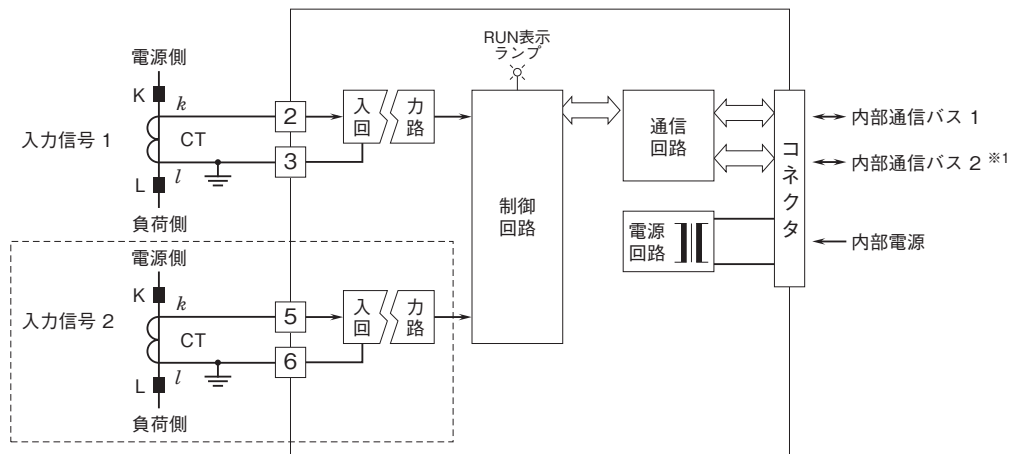 RUN表示
ランプ
電源側
K
k
2
入力
回路
入力信号 1
CT
3
L
l
負荷側
制御
回路
通信
回路
コネクタ
内部通信バス 1
内部通信バス 2 ※1
電源
回路
内部電源
電源側
K
k
5
入力
回路
入力信号 2
CT
6
L
l
負荷側